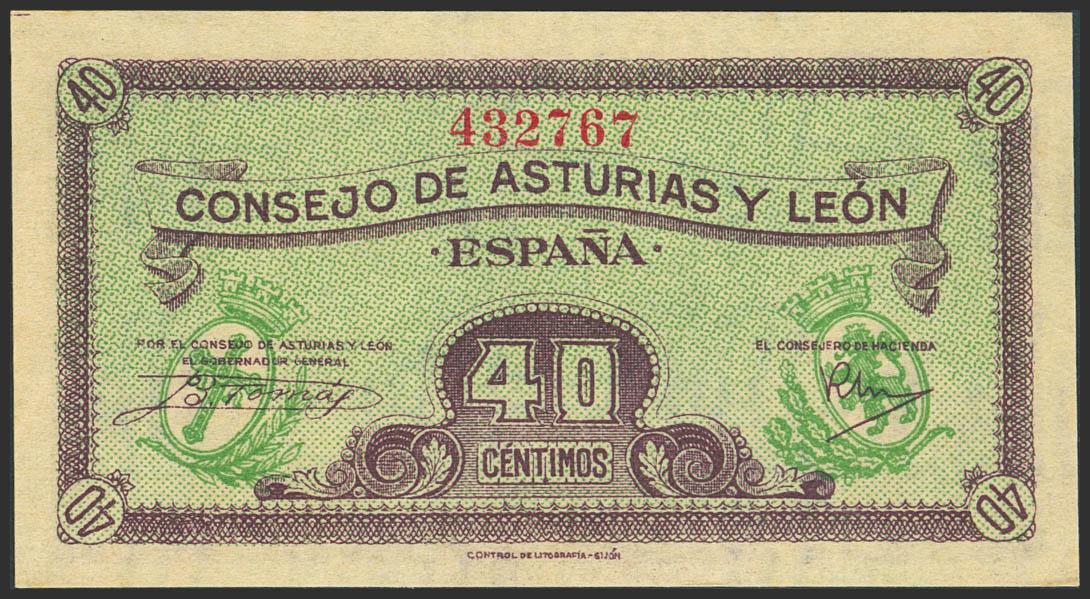 40
40
432767
CONSEJO DE ASTURIAS Y LEÓN
· ESPAÑA ·
POR EL CONSEJO DE ASTURIAS Y LEÓN
EL GOBERNADOR GENERAL
B Tomás
EL CONSEJERO DE HACIENDA
40
CÉNTIMOS
40
40
CONTROL DE LITOGRAFÍA - GIJÓN